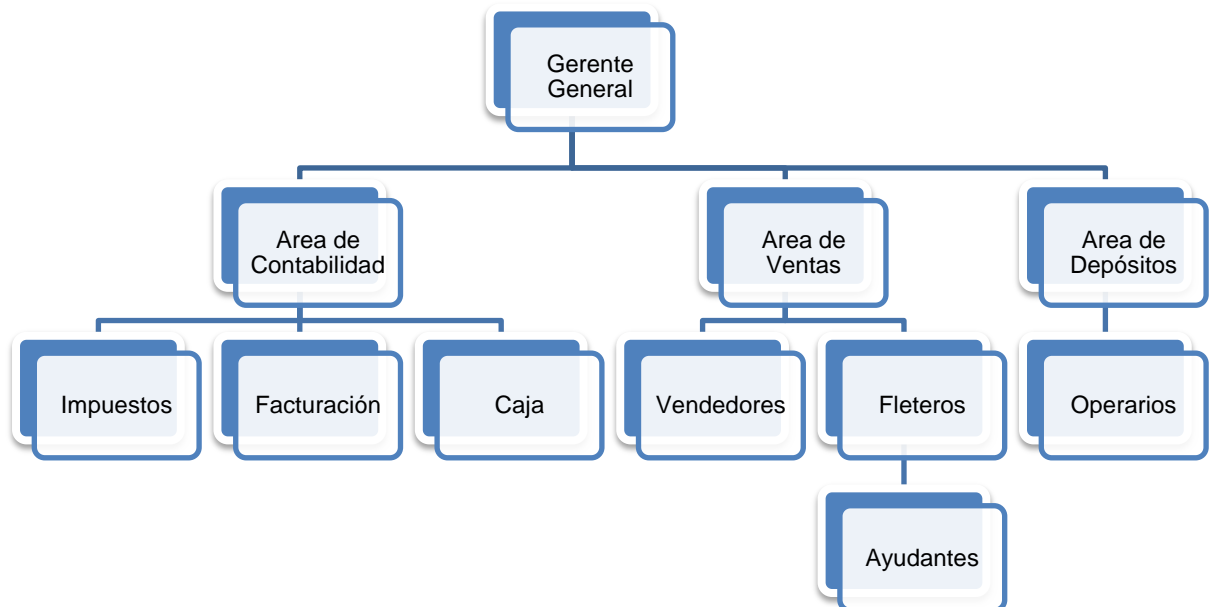 Gerente
General
Area de
Contabilidad
Area de
Ventas
Area de
Depósitos
Impuestos
Facturación
Caja
Vendedores
Fleteros
Operarios
Ayudantes